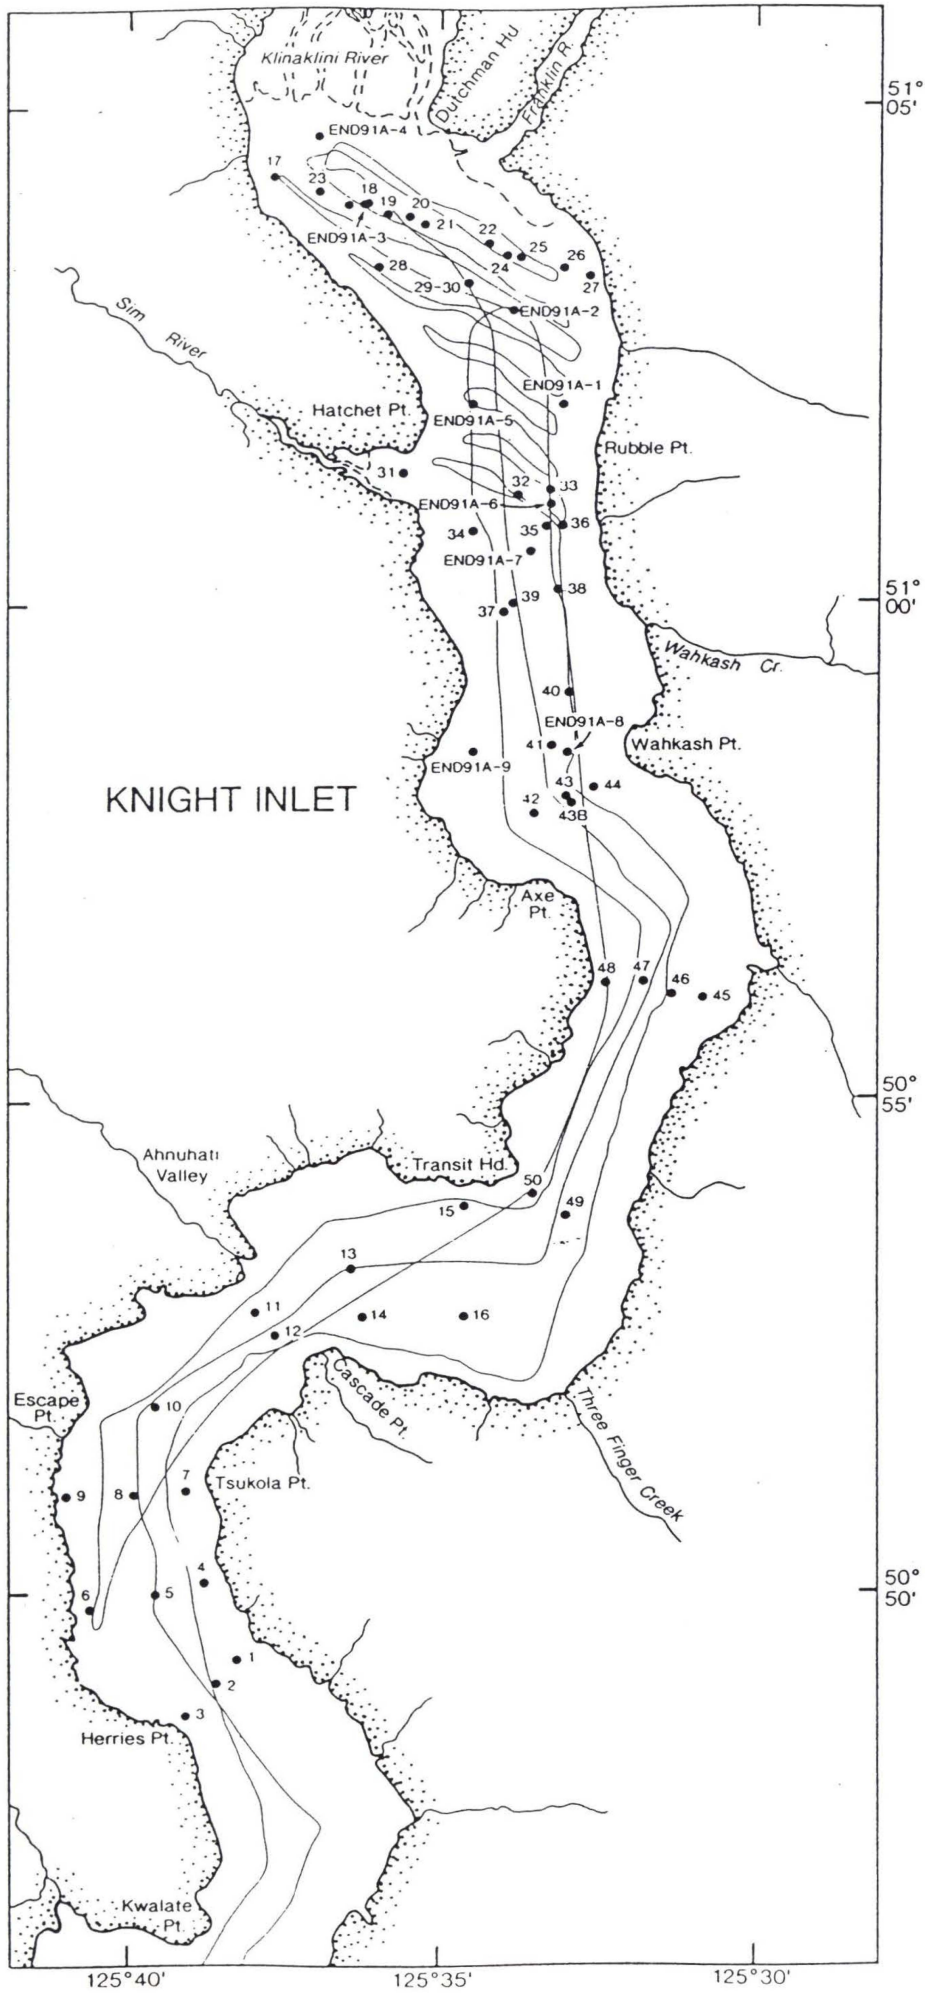 Klinaklini River
Dutchman Hd
Franklin R.
51°
05'
END91A-4
17
23
18
19
20
21
END91A-3
22
24
25
26
27
28
29-30
END91A-2
Sim River
END91A-1
Hatchet Pt.
END91A-5
Rubble Pt.
31
32
33
END91A-6
34
35
36
END91A-7
38
39
37
51°
00'
Wahkash Cr.
40
END91A-8
41
Wahkash Pt.
END91A-9
KNIGHT INLET
43
44
42
43B
Axe
Pt.
48
47
46
45
50°
55'
Ahnuhati
Valley
Transit Hd.
50
15
49
13
11
12
14
16
Cascade Pt.
Escape
Pt.
10
Three Finger Creek
9
8
7
Tsukola Pt.
4
5
6
50°
50'
1
2
3
Herries Pt.
Kwalate
Pt.
125°40'
125°35'
125°30'